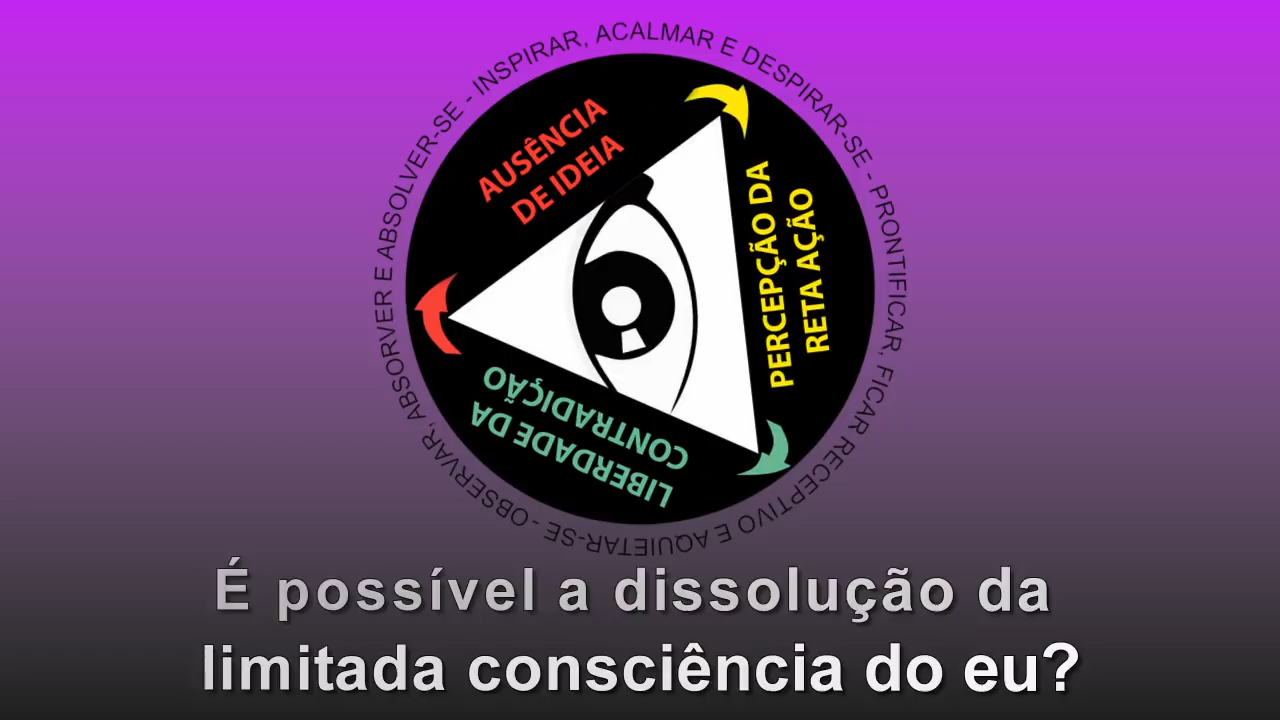 INSPIRAR, ACALMAR E DESPIRAR-SE - PRONTIFICAR, FICAR RECEPTIVO E AQUIETAR-SE - OBSERVAR, ABSORVER E ABSOLVER-SE -
AUSÊNCIA
DE IDEIA
PERCEPÇÃO DA
RETA AÇÃO
LIBERDADE DA
CONTRADIÇÃO
É possível a dissolução da
limitada consciência do eu?